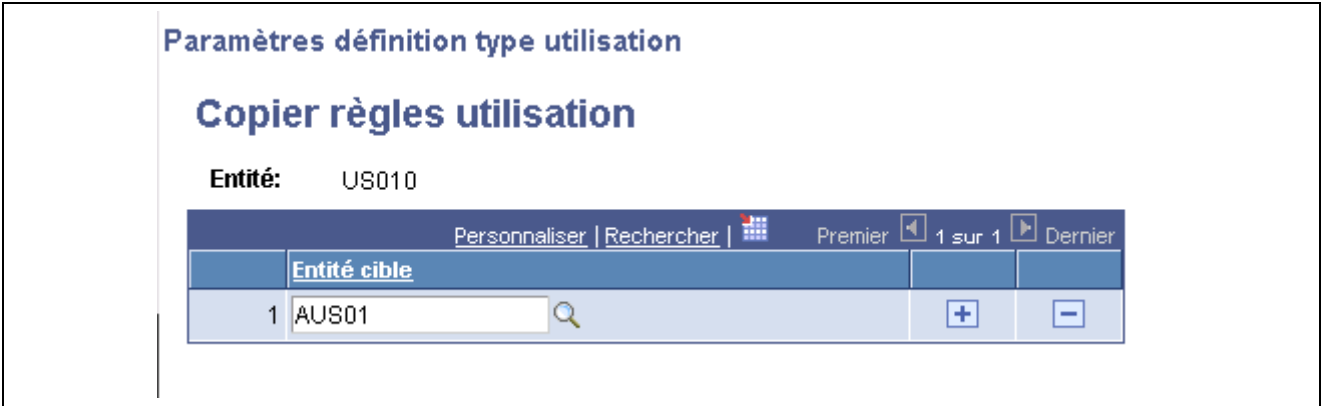 Paramètres définition type utilisation
Copier règles utilisation
Entité: US010
Personnaliser | Rechercher | Premier 1 sur 1 Dernier
Entité cible
1 AUS01